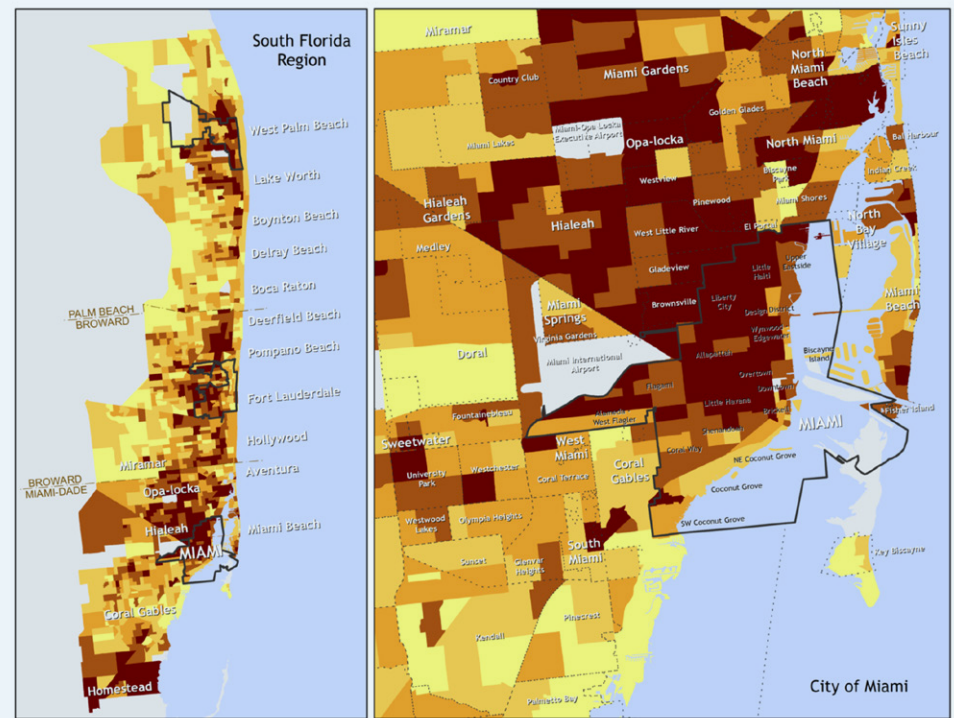 South Florida
Region
West Palm Beach
Lake Worth
Boynton Beach
Delray Beach
Boca Raton
PALM BEACH
BROWARD
Deerfield Beach
Pompano Beach
Fort Lauderdale
Hollywood
Miramar
Aventura
BROWARD
MIAMI-DADE
Opa-locka
Hialeah
Miami Beach
MIAMI
Coral Gables
Homestead
Miramar
Sunny
Isles
Beach
Country Club
Miami Gardens
North
Miami
Beach
Golden Glades
Miami-Opa Locka
Executive Airport
Miami Lakes
Opa-locka
North Miami
Bal Harbour
Biscayne
Park
Indian Creek
Westview
Hialeah
Gardens
Pinewood
Miami Shores
Hialeah
West Little River
El Portal
North
Bay
Village
Medley
Gladeview
Little
Haiti
Upper
Eastside
Miami
Springs
Brownsville
Liberty
City
Miami
Beach
Design District
Virginia Gardens
Wynwood
Edgewater
Doral
Miami International
Airport
Allapattah
Biscayne
Island
Flagami
Overtown
Downtown
Fountainebleau
Little Havana
West Flagler
Brickell
Fisher Island
MIAMI
Sweetwater
West
Miami
Shenandoah
University
Park
Westchester
Coral Terrace
Coral
Gables
Coral Way
NE Coconut Grove
Coconut Grove
Westwood
Lakes
Olympia Heights
SW Coconut Grove
South
Miami
Sunset
Glenvar
Heights
Key Biscayne
Pinecrest
Kendall
Palmetto Bay
City of Miami